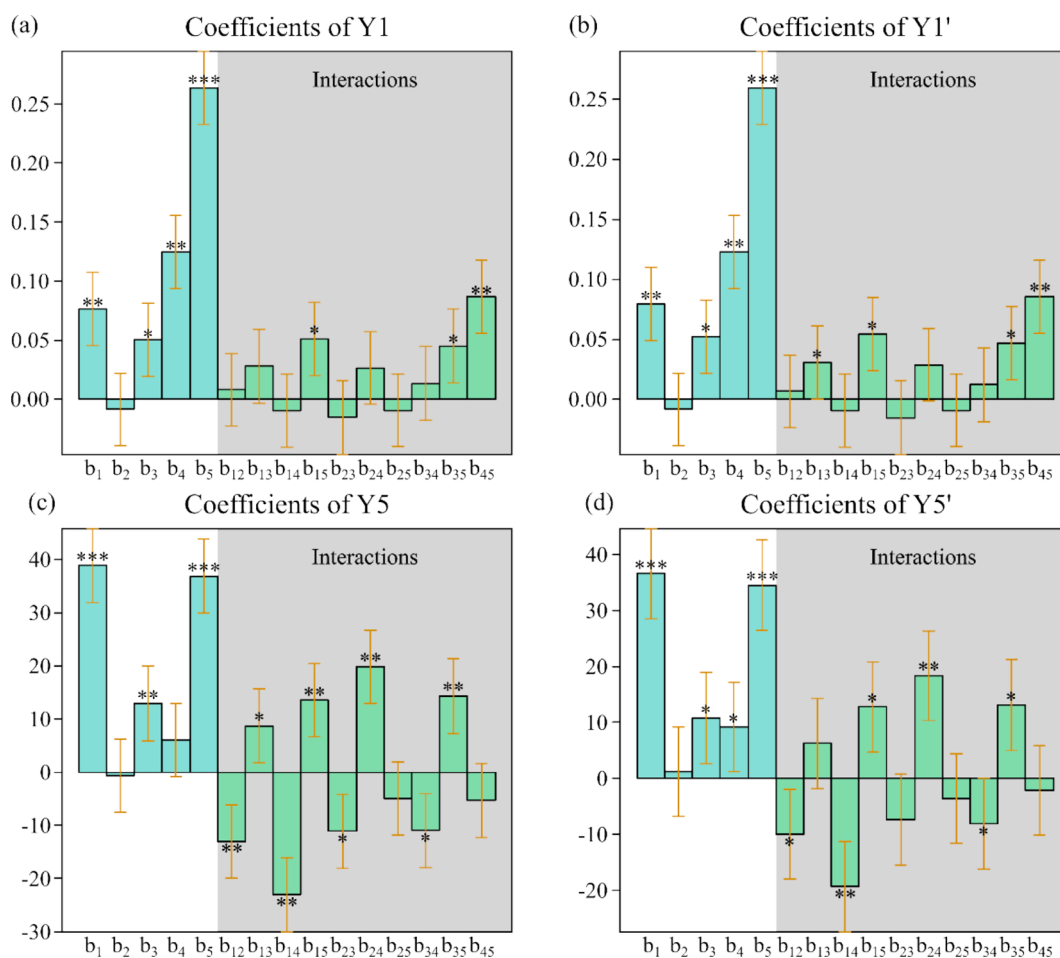 (a) Coefficients of Y1
Interactions
0.25
0.20
0.15
0.10
0.05
0.00
*** ** * ** * * **
b₁ b₂ b₃ b₄ b₅ b₁₂ b₁₃ b₁₄ b₁₅ b₂₃ b₂₄ b₂₅ b₃₄ b₃₅ b₄₅
(b) Coefficients of Y1'
Interactions
0.25
0.20
0.15
0.10
0.05
0.00
** * ** *** * * * **
b₁ b₂ b₃ b₄ b₅ b₁₂ b₁₃ b₁₄ b₁₅ b₂₃ b₂₄ b₂₅ b₃₄ b₃₅ b₄₅
(c) Coefficients of Y5
Interactions
40
30
20
10
0
-10
-20
-30
*** ** *** ** * ** ** * ** * **
b₁ b₂ b₃ b₄ b₅ b₁₂ b₁₃ b₁₄ b₁₅ b₂₃ b₂₄ b₂₅ b₃₄ b₃₅ b₄₅
(d) Coefficients of Y5'
Interactions
40
30
20
10
0
-10
-20
*** * * *** * ** * ** * *
b₁ b₂ b₃ b₄ b₅ b₁₂ b₁₃ b₁₄ b₁₅ b₂₃ b₂₄ b₂₅ b₃₄ b₃₅ b₄₅